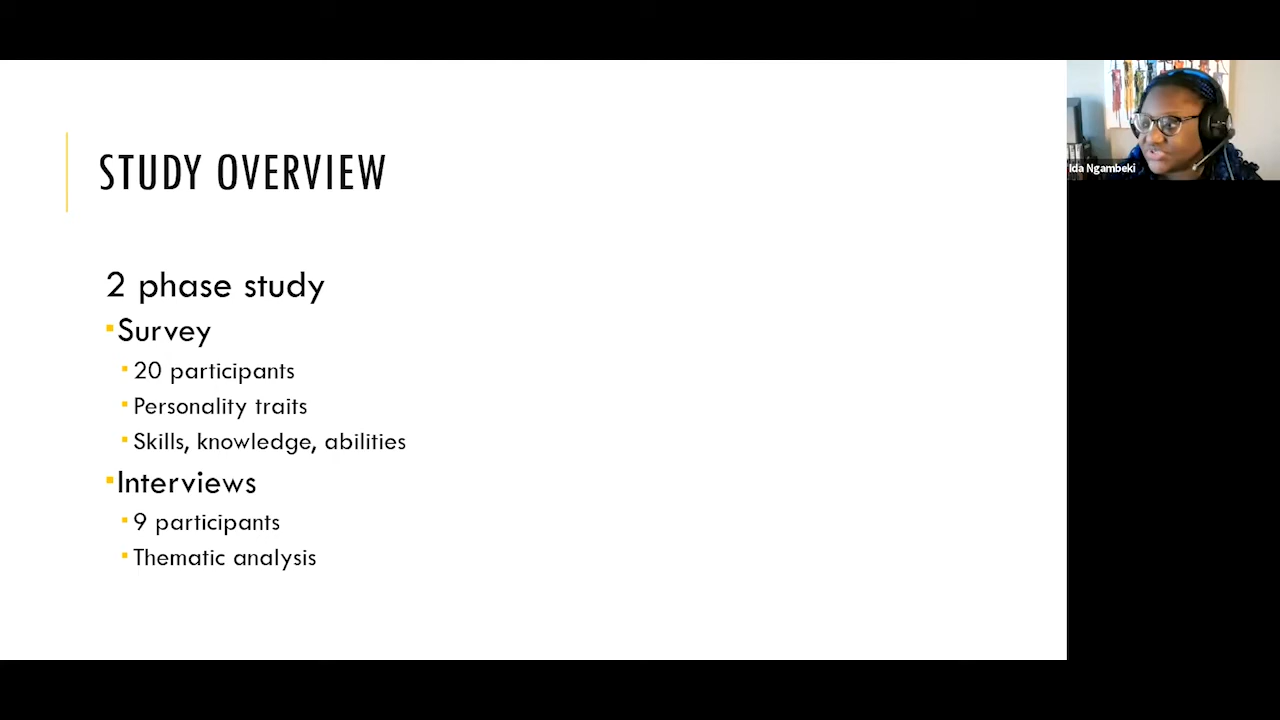 STUDY OVERVIEW
2 phase study
Survey
20 participants
Personality traits
Skills, knowledge, abilities
Interviews
9 participants
Thematic analysis
Ida Ngambeki